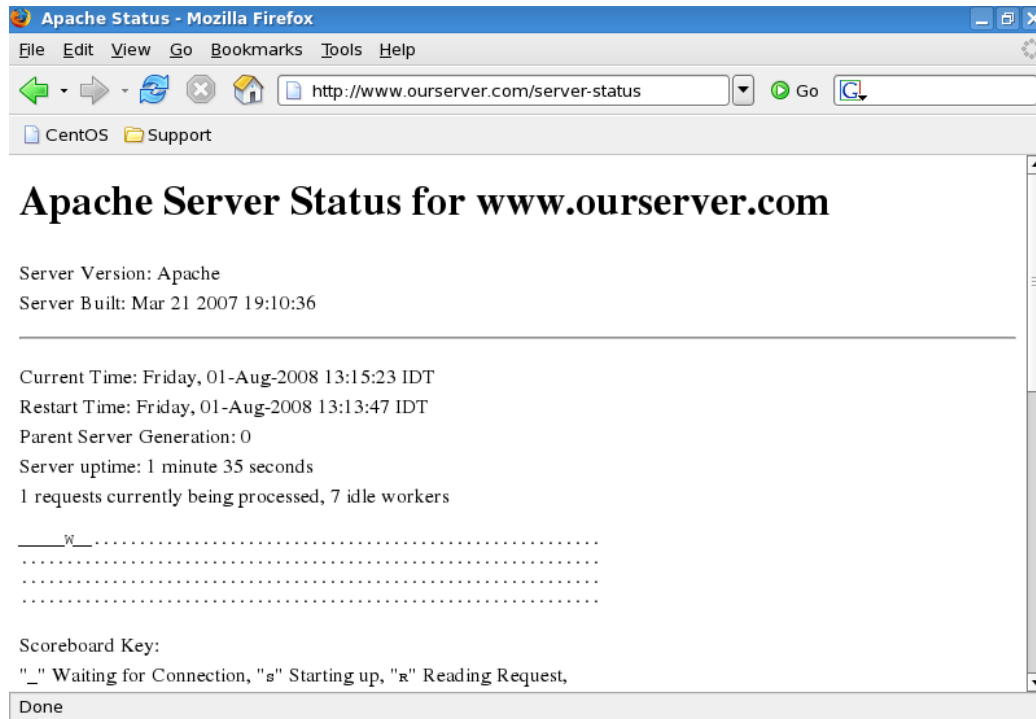 Apache Status - Mozilla Firefox
File Edit View Go Bookmarks Tools Help
http://www.ourserver.com/server-status Go G
CentOS Support
Apache Server Status for www.ourserver.com
Server Version: Apache
Server Built: Mar 21 2007 19:10:36
Current Time: Friday, 01-Aug-2008 13:15:23 IDT
Restart Time: Friday, 01-Aug-2008 13:13:47 IDT
Parent Server Generation: 0
Server uptime: 1 minute 35 seconds
1 requests currently being processed, 7 idle workers
_____W__........................................................
................................................................
................................................................
................................................................
Scoreboard Key:
"_" Waiting for Connection, "S" Starting up, "R" Reading Request,
Done